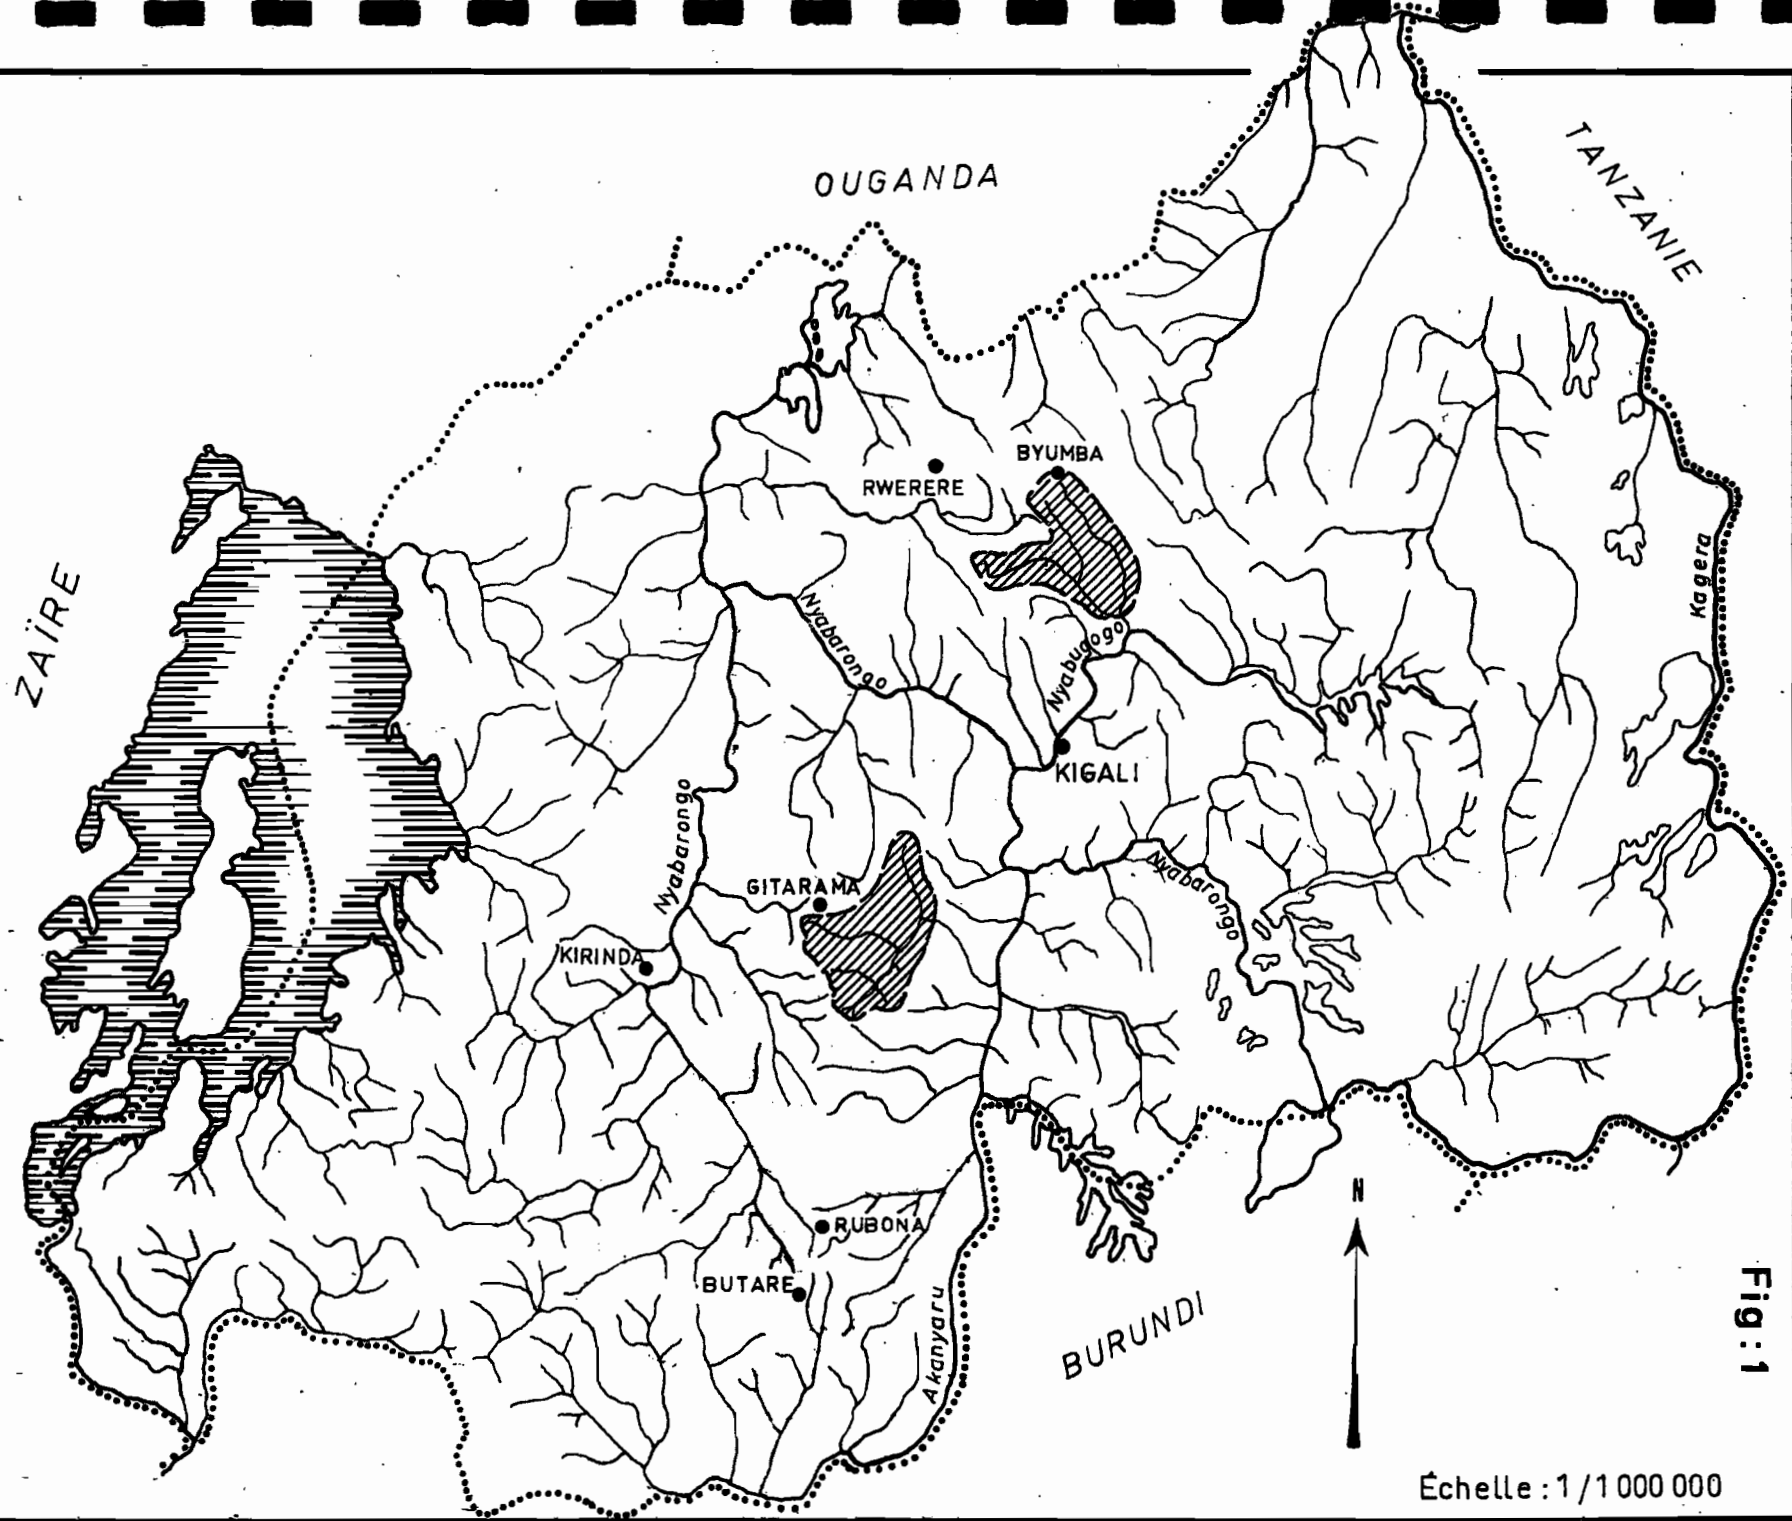 OUGANDA
TANZANIE
BYUMBA
RWERERE
ZAÏRE
Kagera
Nyabarongo
Nyabugogo
KIGALI
Nyabarongo
GITARAMA
Nyabarongo
KIRINDA
N
RUBONA
BUTARE
Akanyaru
BURUNDI
Fig: 1
Échelle : 1/1 000 000